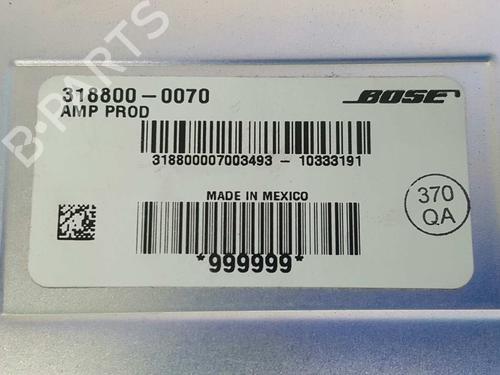 318800-0070
BOSE
AMP PROD
318800007003493 - 10333191
MADE IN MEXICO
370
QA
*999999*
B-PARTS